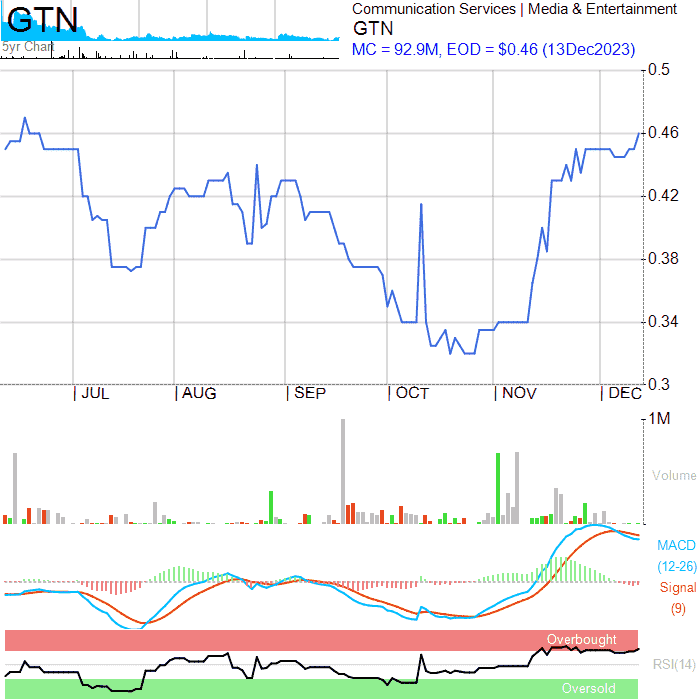 GTN
5yr Chart
Communication Services | Media & Entertainment
GTN
MC = 92.9M, EOD = $0.46 (13Dec2023)
0.5
0.46
0.42
0.38
0.34
0.3
| JUL | AUG | SEP | OCT | NOV | DEC
1M
Volume
MACD
(12-26)
Signal
(9)
Overbought
RSI(14)
Oversold